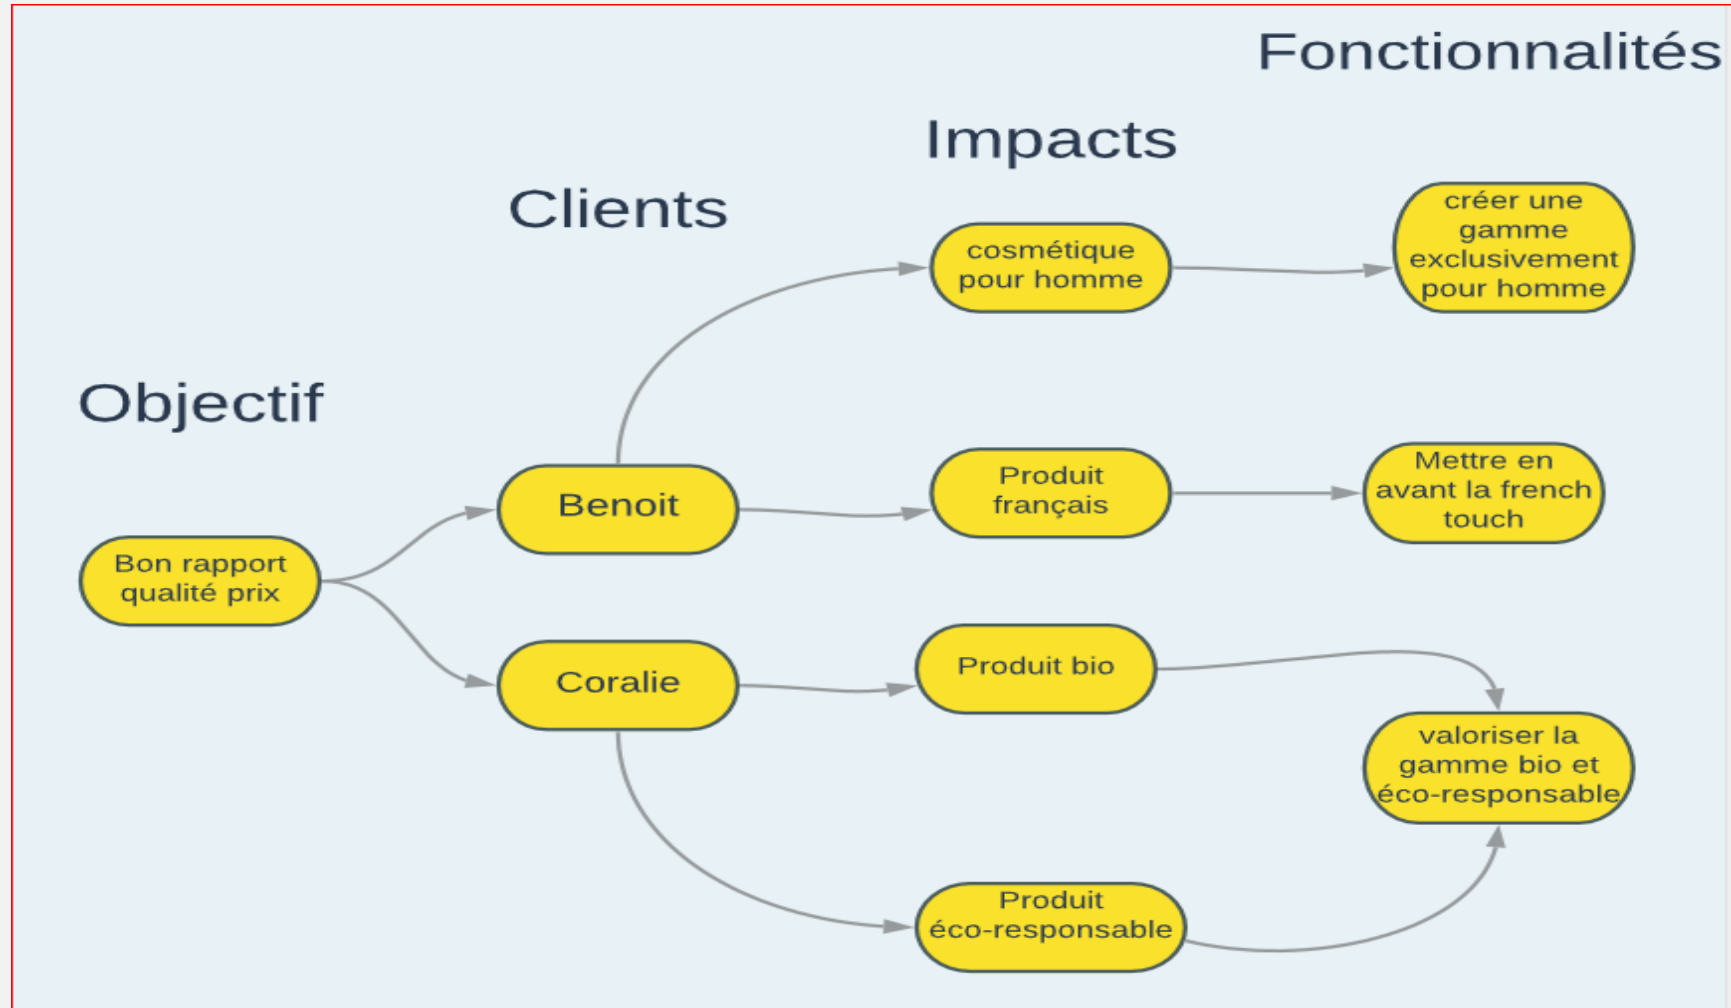 Fonctionnalités
Impacts
Clients
Objectif
créer une
gamme
exclusivement
pour homme
cosmétique
pour homme
Mettre en
avant la french
touch
Produit
français
Benoit
Bon rapport
qualité prix
Coralie
Produit bio
valoriser la
gamme bio et
éco-responsable
Produit
éco-responsable